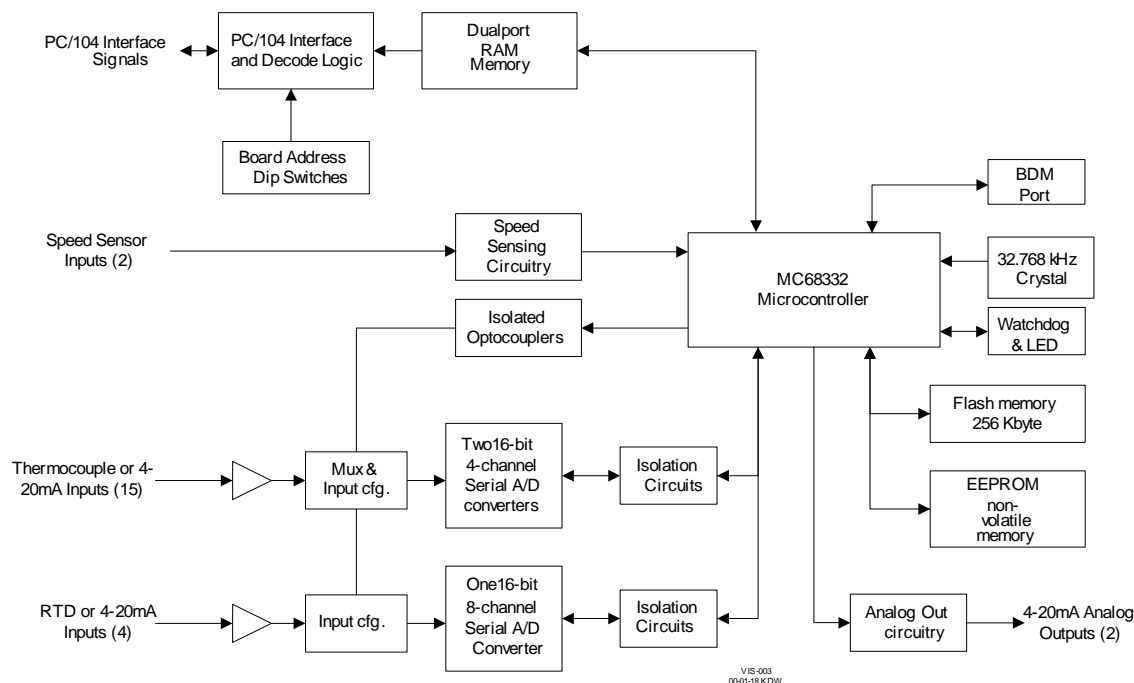 PC/104 Interface
Signals
PC/104 Interface
and Decode Logic
Dualport
RAM
Memory
Board Address
Dip Switches
BDM
Port
Speed Sensor
Inputs (2)
Speed
Sensing
Circuitry
MC68332
Microcontroller
32.768 kHz
Crystal
Isolated
Optocouplers
Watchdog
& LED
Flash memory
256 Kbyte
Thermocouple or 4-
20mA Inputs (15)
Mux &
Input cfg.
Two16-bit
4-channel
Serial A/D
converters
Isolation
Circuits
EEPROM
non-
volatile
memory
RTD or 4-20mA
Inputs (4)
Input cfg.
One16-bit
8-channel
Serial A/D
Converter
Isolation
Circuits
Analog Out
circuitry
4-20mA Analog
Outputs (2)
VIS-003
00-01-18 KDW